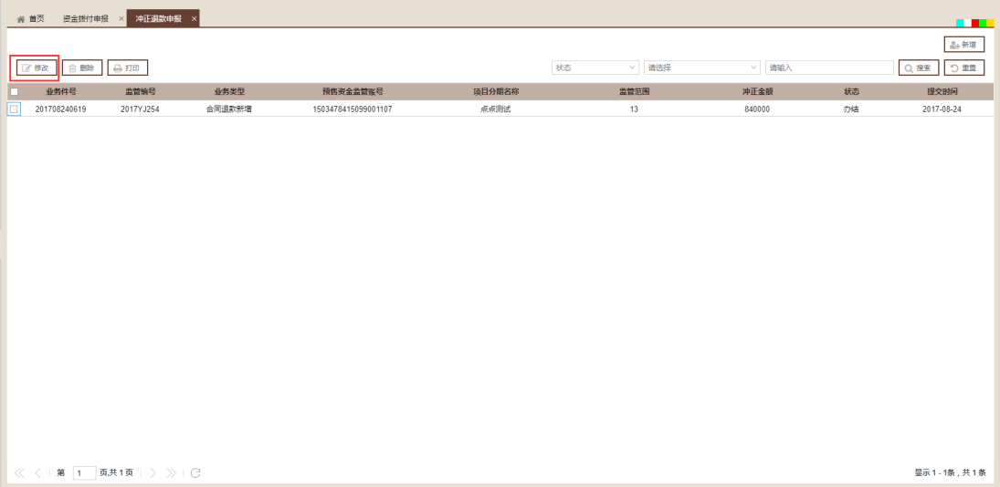 首页 资金拨付申报 × 冲正退款申报 ×
新增
修改 删除 打印 状态 请选择 请输入 搜索 重置
业务件号 监管编号 业务类型 预售资金监管账号 项目分期名称 监管范围 冲正金额 状态 提交时间
201708240619 2017YJ254 合同退款新增 1503478415099001107 点点测试 13 840000 办结 2017-08-24
第 1 页,共 1 页 显示 1 - 1条，共 1 条